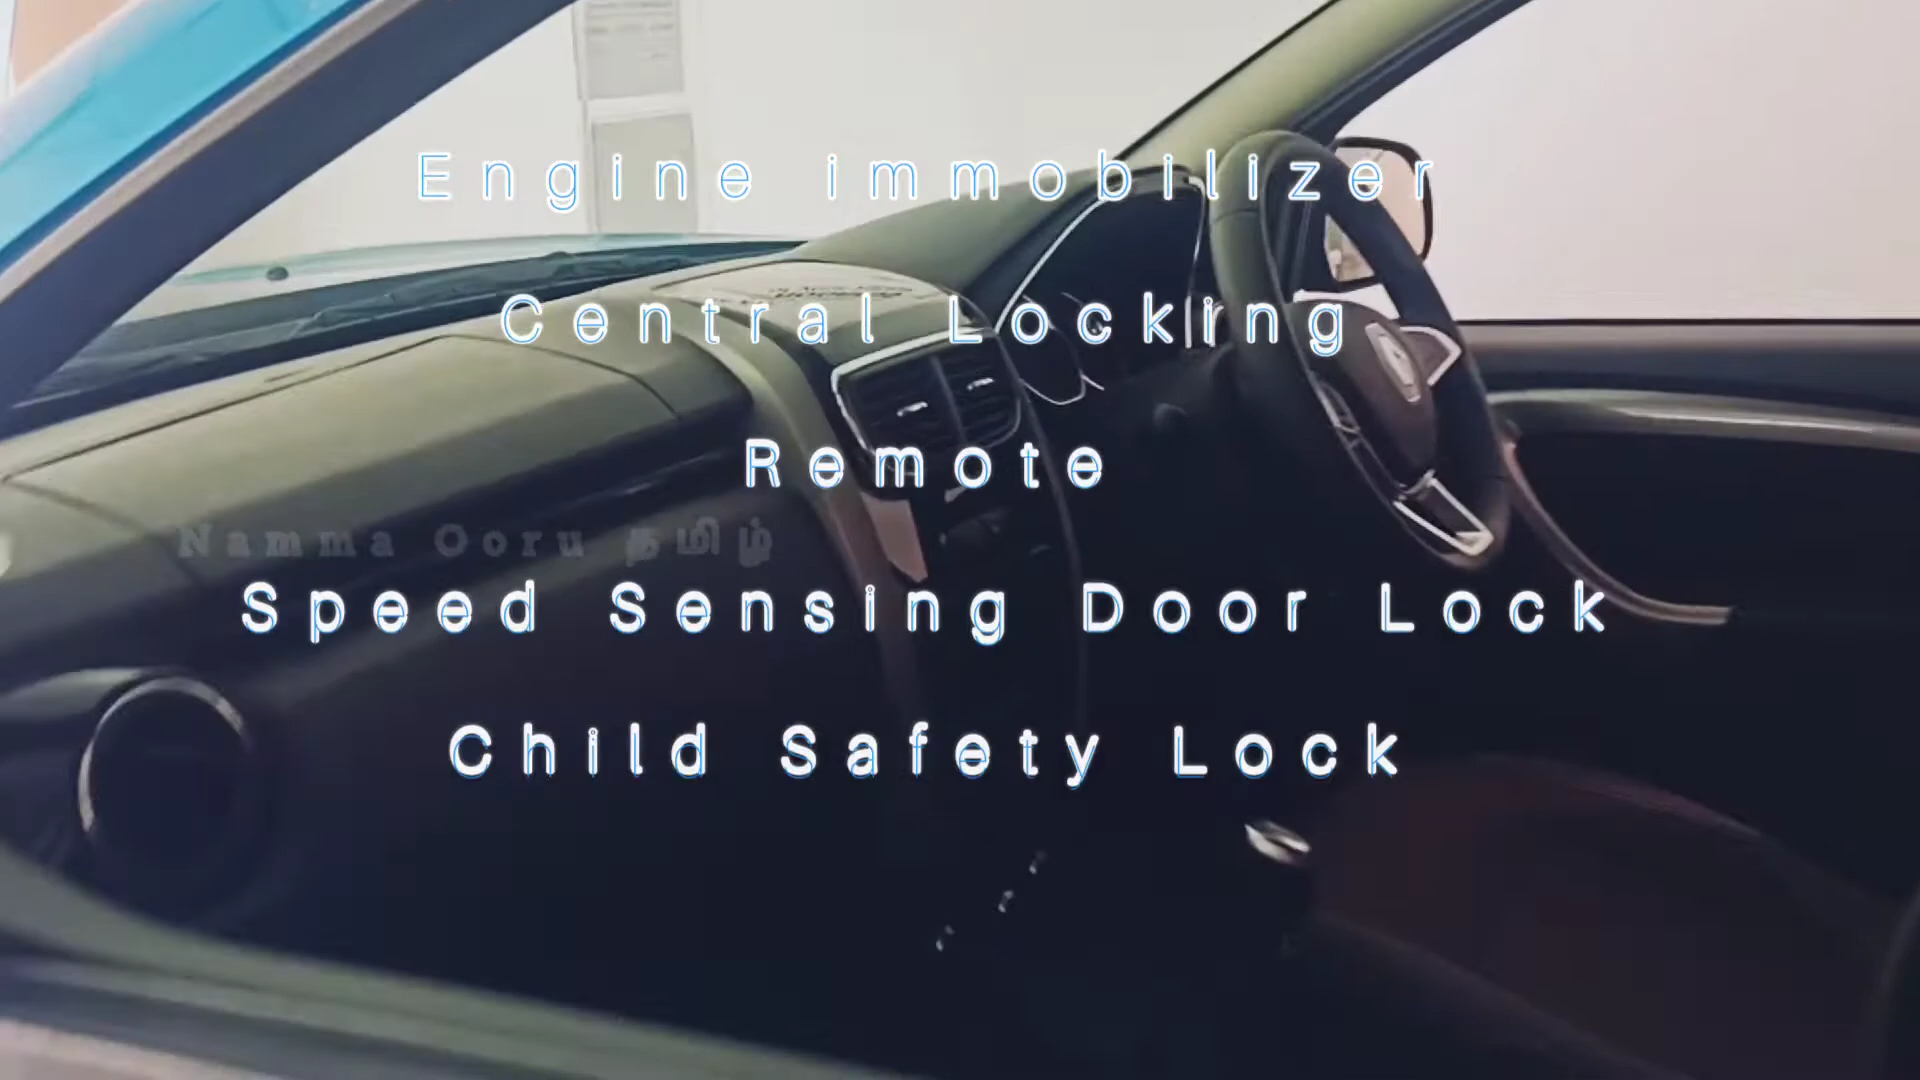 Engine immobilizer
Central Locking
Remote
Namma Ooru தமிழ்
Speed Sensing Door Lock
Child Safety Lock